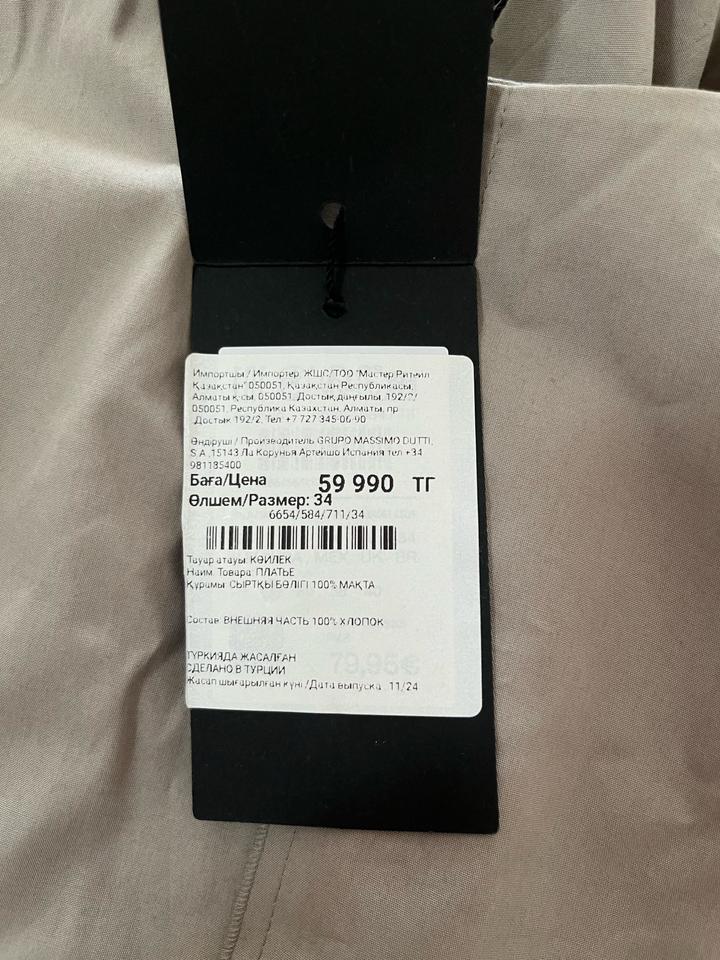 Импортшы / Импортер: ЖШС/ТОО "Мастер Ритейл
Қазақстан" 050051, Қазақстан Республикасы,
Алматы қ-сы, 050051, Достық даңғылы, 192/2/
050051, Республика Казахстан, Алматы, пр.
Достык 192/2, Тел: +7 727 345-06-90
Өндіруші / Производитель GRUPO MASSIMO DUTTI,
S.A.,15143 Ла Корунья Артейшо Испания тел +34
981185400
Баға/Цена 59 990 ТГ
Өлшем/Размер: 34
6654/584/711/34
Тауар атауы: КӨЙЛЕК
Наим. Товара: ПЛАТЬЕ
Құрамы: СЫРТҚЫ БӨЛІГІ 100% МАҚТА
Состав: ВНЕШНЯЯ ЧАСТЬ 100% ХЛОПОК
79,95€
ТҮРКИЯДА ЖАСАЛҒАН
СДЕЛАНО В ТУРЦИИ
Жасап шығарылған күні /Дата выпуска : 11/24